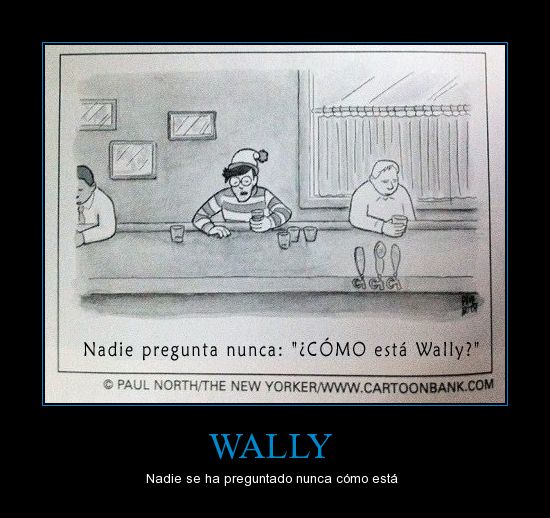 Nadie pregunta nunca: "¿CÓMO está Wally?"
© PAUL NORTH/THE NEW YORKER/WWW.CARTOONBANK.COM
WALLY
Nadie se ha preguntado nunca cómo está